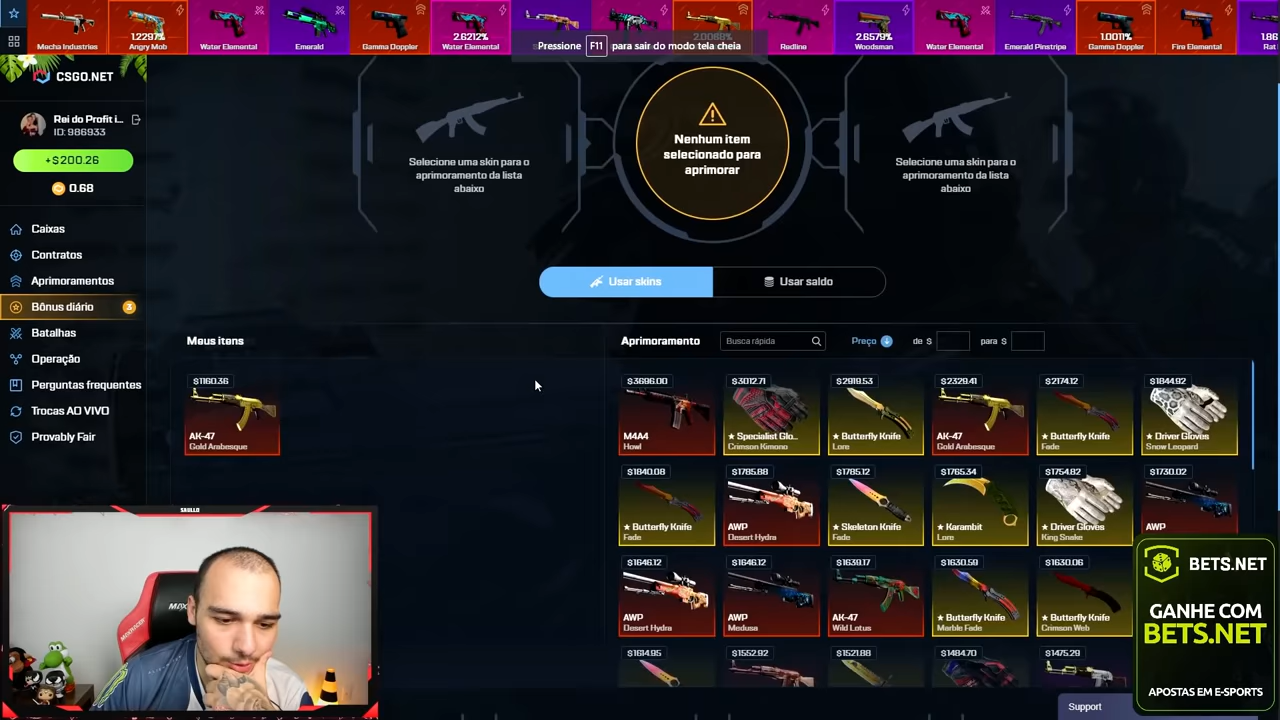 Mecha Industries
1.2297%
Angry Mob
Water Elemental
Emerald
Gamma Doppler
2.6212%
Water Elemental
Redline
2.6579%
Woodsman
Water Elemental
Emerald Pinstripe
1.0011%
Gamma Doppler
Fire Elemental
1.86
Pressione F11 para sair do modo tela cheia
CSGO.NET
Rei do Profit i...
ID: 986933
+$200.26
0.68
Caixas
Contratos
Aprimoramentos
Bônus diário 3
Batalhas
Operação
Perguntas frequentes
Trocas AO VIVO
Provably Fair
Selecione uma skin para o
aprimoramento da lista
abaixo
Nenhum item
selecionado para
aprimorar
Selecione uma skin para o
aprimoramento da lista
abaixo
Usar skins
Usar saldo
Meus itens
$1160.36
AK-47
Gold Arabesque
Aprimoramento
Busca rápida
Preço
de $
para $
$3696.00
M4A4
Howl
$3012.71
★ Specialist Glo...
Crimson Kimono
$2919.53
★ Butterfly Knife
Lore
$2329.41
AK-47
Gold Arabesque
$2174.12
★ Butterfly Knife
Fade
$1844.92
★ Driver Gloves
Snow Leopard
$1840.08
★ Butterfly Knife
Fade
$1785.88
AWP
Desert Hydra
$1785.12
★ Skeleton Knife
Fade
$1765.34
★ Karambit
Lore
$1754.82
★ Driver Gloves
King Snake
$1730.02
AWP
$1646.12
AWP
Desert Hydra
$1646.12
AWP
Medusa
$1639.17
AK-47
Wild Lotus
$1630.59
★ Butterfly Knife
Marble Fade
$1630.06
★ Butterfly Knife
Crimson Web
$1614.95
$1552.92
$1521.88
$1484.70
$1475.29
SAULLO
BETS.NET
GANHE COM
BETS.NET
APOSTAS EM E-SPORTS
Support